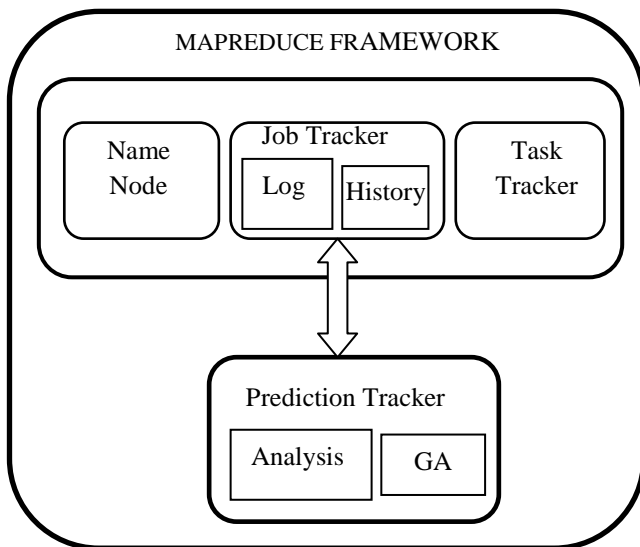 MAPREDUCE FRAMEWORK
Name
Node
Job Tracker
Log
History
Task
Tracker
Prediction Tracker
Analysis
GA